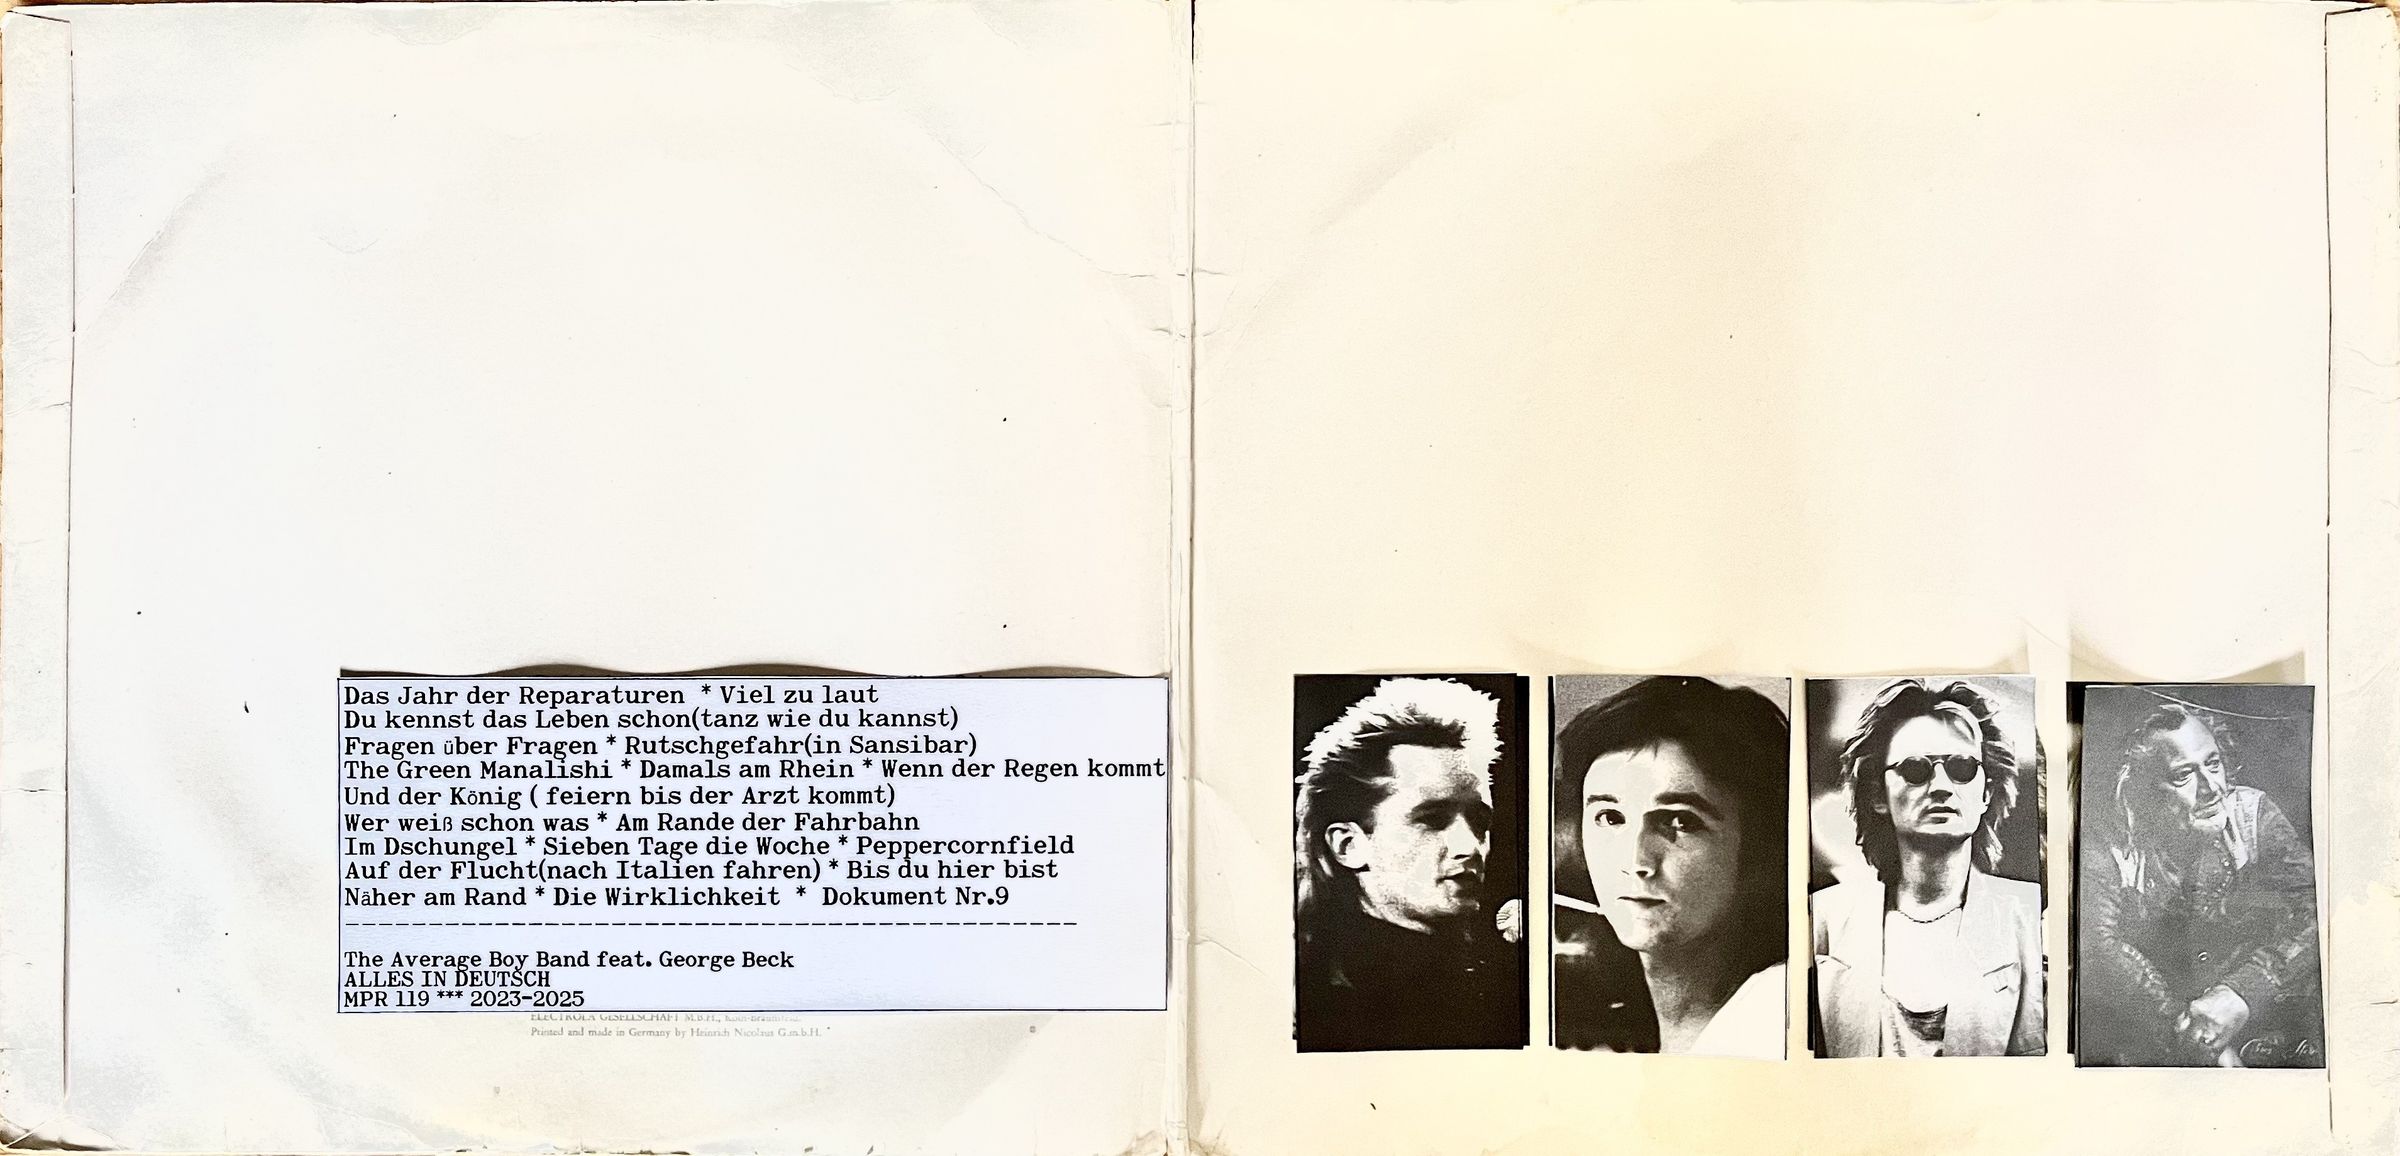 Das Jahr der Reparaturen * Viel zu laut
Du kennst das Leben schon(tanz wie du kannst)
Fragen über Fragen * Rutschgefahr(in Sansibar)
The Green Manalishi * Damals am Rhein * Wenn der Regen kommt
Und der König ( feiern bis der Arzt kommt)
Wer weiß schon was * Am Rande der Fahrbahn
Im Dschungel * Sieben Tage die Woche * Peppercornfield
Auf der Flucht(nach Italien fahren) * Bis du hier bist
Näher am Rand * Die Wirklichkeit * Dokument Nr.9
The Average Boy Band feat. George Beck
ALLES IN DEUTSCH
MPR 119 *** 2023-2025
ELECTROLA GESELLSCHAFT M.B.H.,
Printed and made in Germany by Heinrich Nicolaus G.m.b.H.